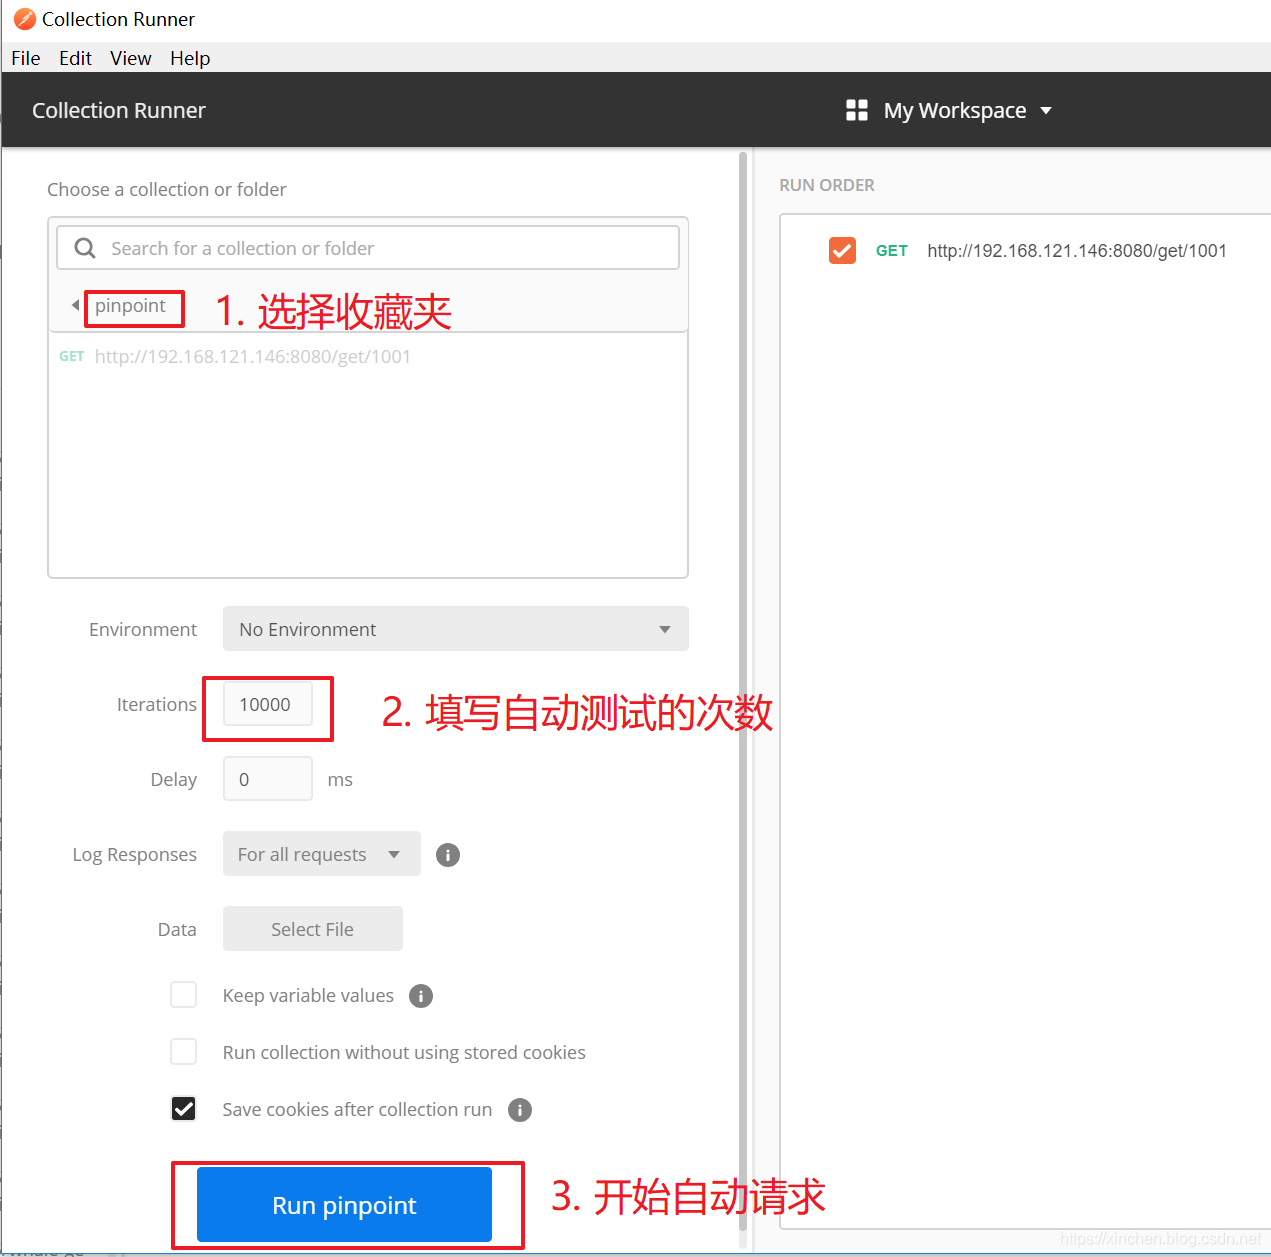 Collection Runner
File Edit View Help
Collection Runner
My Workspace
Choose a collection or folder
Search for a collection or folder
pinpoint
1. 选择收藏夹
GET http://192.168.121.146:8080/get/1001
Environment No Environment
Iterations 10000
2. 填写自动测试的次数
Delay 0 ms
Log Responses For all requests
Data Select File
Keep variable values
Run collection without using stored cookies
Save cookies after collection run
Run pinpoint
3. 开始自动请求
RUN ORDER
GET http://192.168.121.146:8080/get/1001
https://xinchen.blog.csdn.net